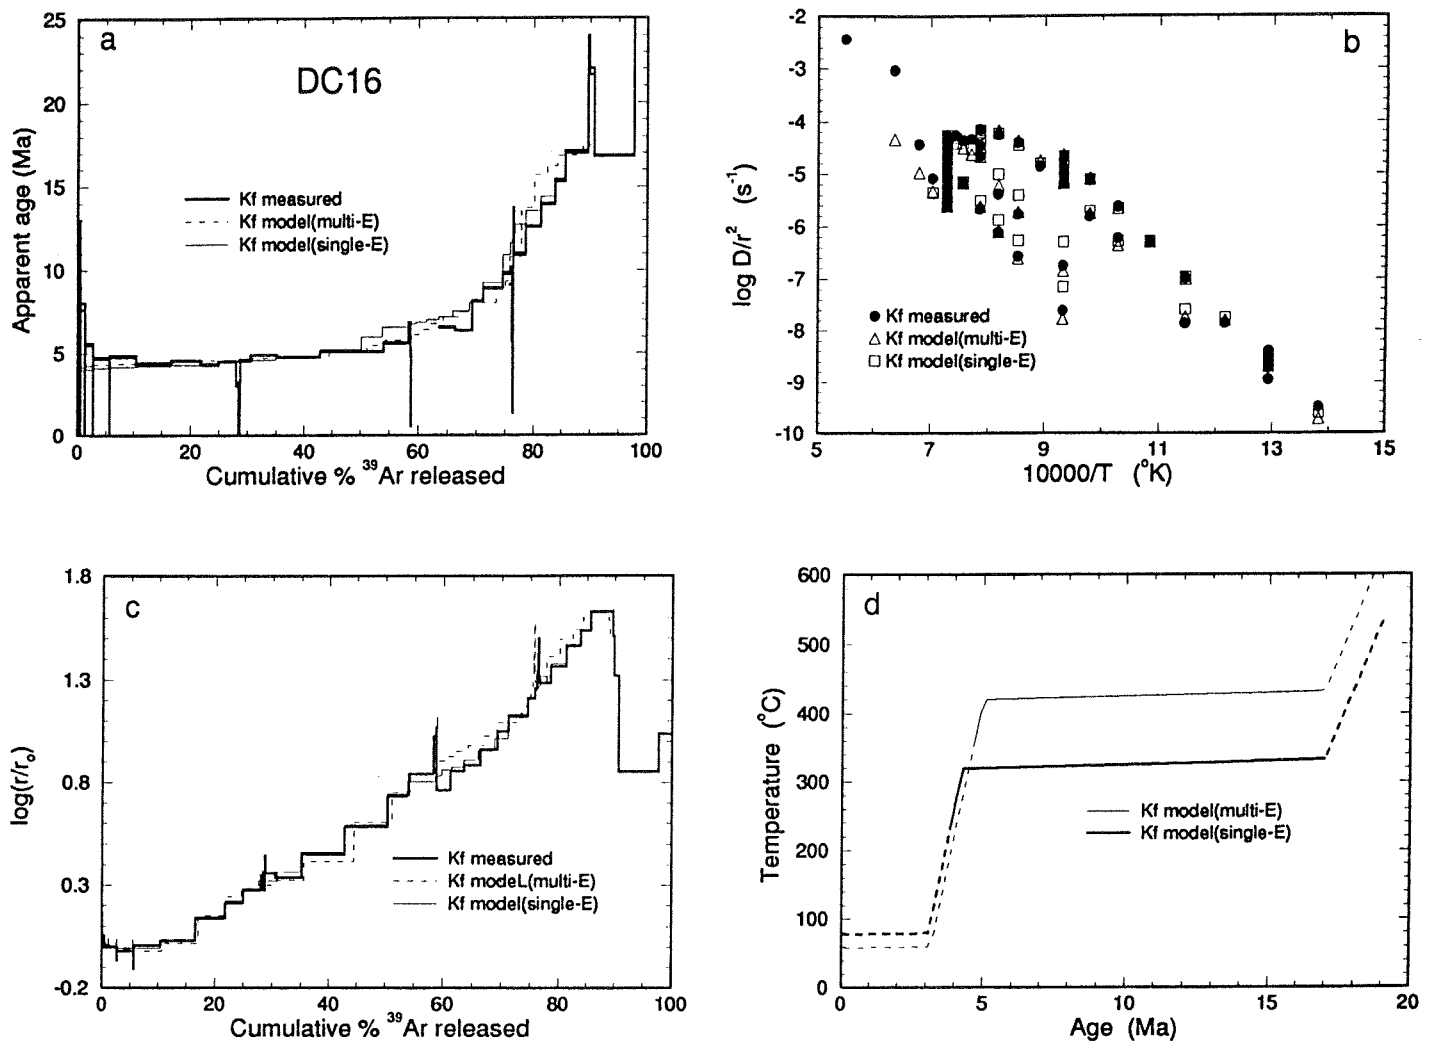 a
DC16
Apparent age (Ma)
25
20
15
10
5
0
Kf measured
Kf model(multi-E)
Kf model(single-E)
0 20 40 60 80 100
Cumulative % ³⁹Ar released
b
log D/r² (s⁻¹)
-2
-3
-4
-5
-6
-7
-8
-9
-10
Kf measured
Kf model(multi-E)
Kf model(single-E)
5 7 9 11 13 15
10000/T (°K)
c
log(r/r₀)
1.8
1.3
0.8
0.3
-0.2
Kf measured
Kf modeL(multi-E)
Kf model(single-E)
0 20 40 60 80 100
Cumulative % ³⁹Ar released
d
Temperature (°C)
600
500
400
300
200
100
0
Kf model(multi-E)
Kf model(single-E)
0 5 10 15 20
Age (Ma)